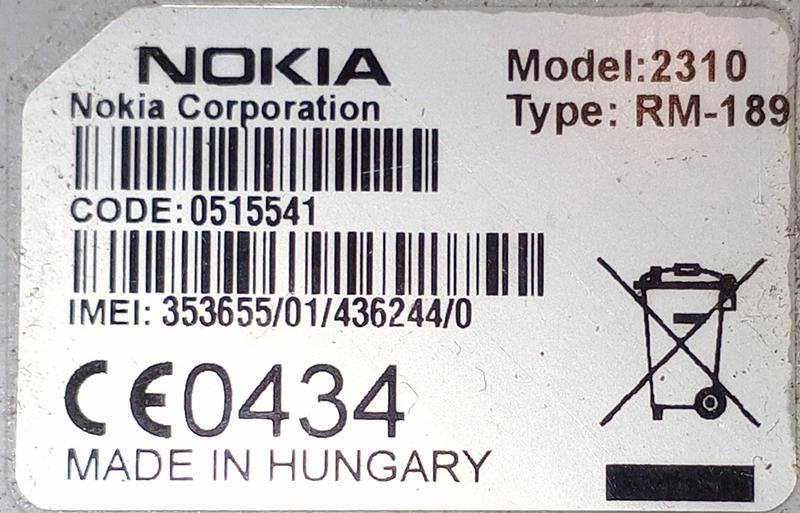 NOKIA
Nokia Corporation
Model:2310
Type: RM-189
CODE:0515541
IMEI: 353655/01/436244/0
CE0434
MADE IN HUNGARY